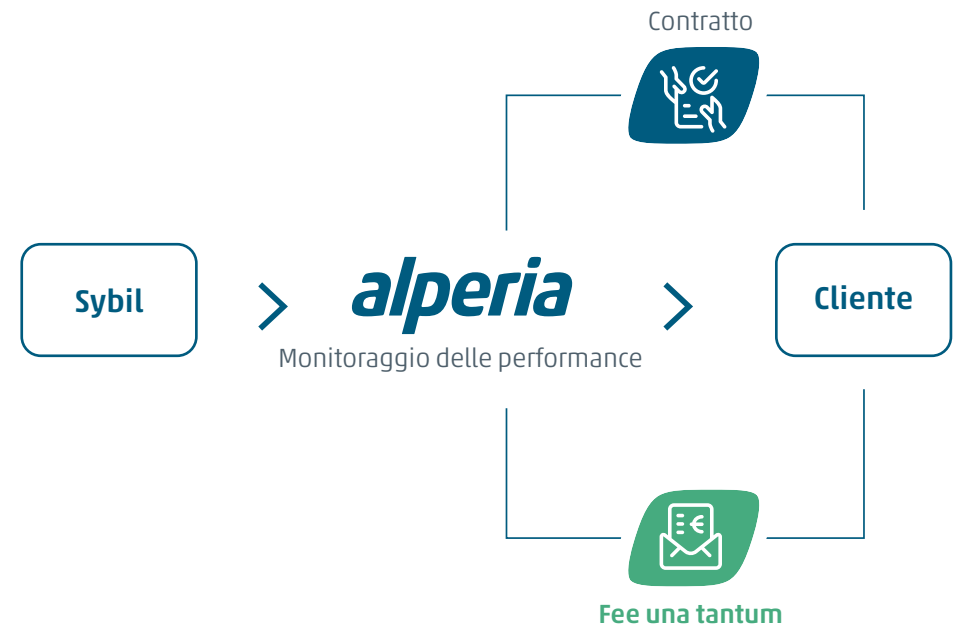 Contratto
Sybil
alperia
Cliente
Monitoraggio delle performance
€
Fee una tantum